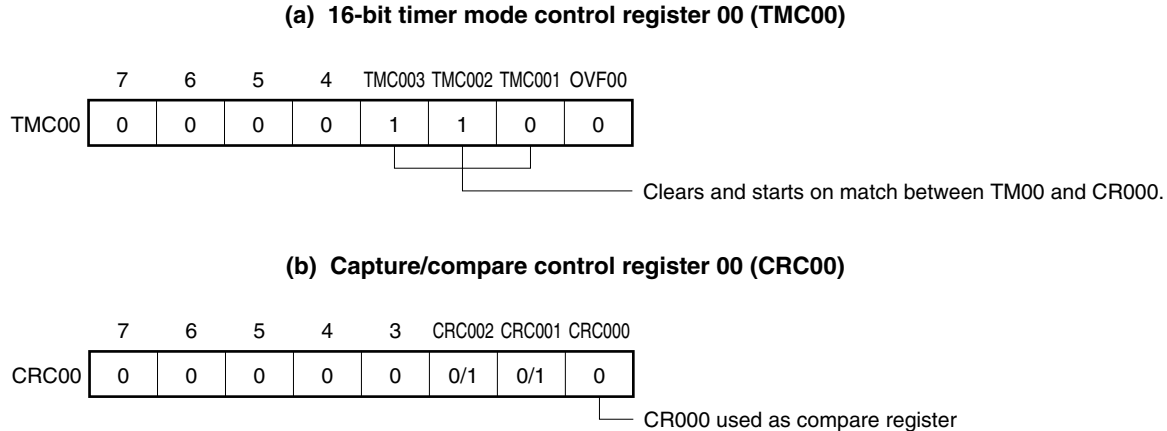 (a) 16-bit timer mode control register 00 (TMC00)
7 6 5 4 TMC003 TMC002 TMC001 OVF00
TMC00 0 0 0 0 1 1 0 0
Clears and starts on match between TM00 and CR000.
(b) Capture/compare control register 00 (CRC00)
7 6 5 4 3 CRC002 CRC001 CRC000
CRC00 0 0 0 0 0 0/1 0/1 0
CR000 used as compare register